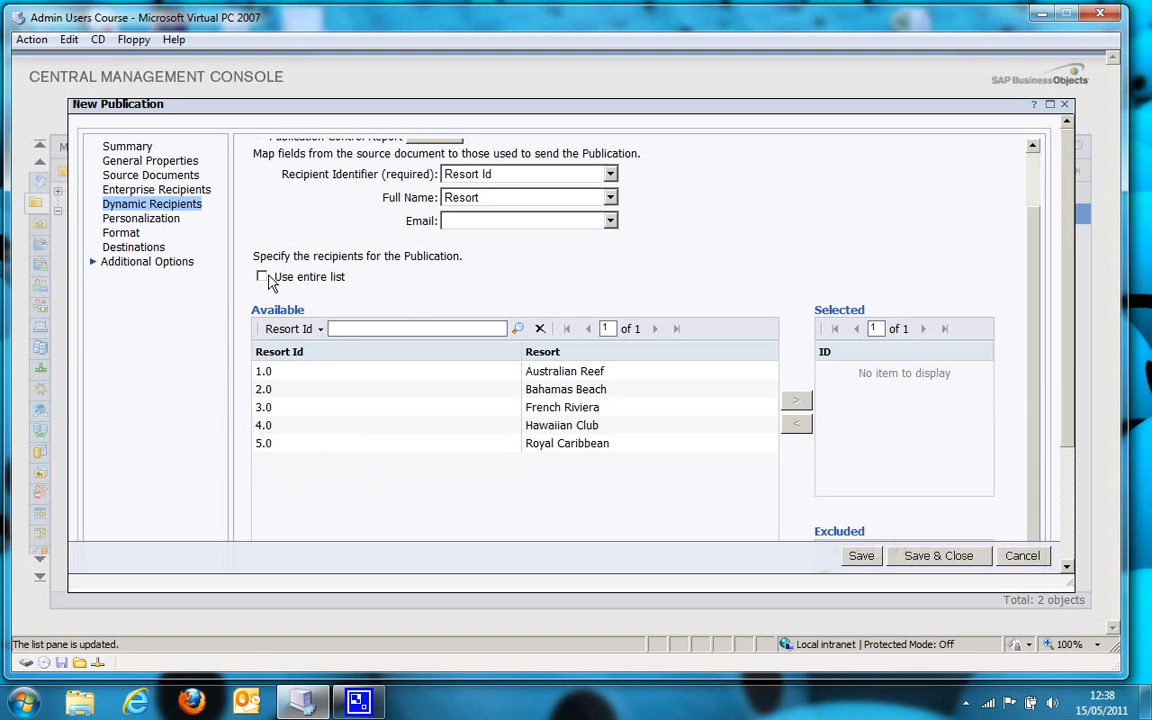 Admin Users Course - Microsoft Virtual PC 2007
Action Edit CD Floppy Help
CENTRAL MANAGEMENT CONSOLE
SAP BusinessObjects
New Publication
Summary
General Properties
Source Documents
Enterprise Recipients
Dynamic Recipients
Personalization
Format
Destinations
Additional Options
Publication Control Report
Map fields from the source document to those used to send the Publication.
Recipient Identifier (required): Resort Id
Full Name: Resort
Email:
Specify the recipients for the Publication.
Use entire list
Available
Resort Id 1 of 1
Resort Id Resort
1.0 Australian Reef
2.0 Bahamas Beach
3.0 French Riviera
4.0 Hawaiian Club
5.0 Royal Caribbean
>
<
Selected
1 of 1
ID
No item to display
Excluded
Save Save & Close Cancel
Total: 2 objects
The list pane is updated.
Local intranet | Protected Mode: Off
100%
12:38
15/05/2011